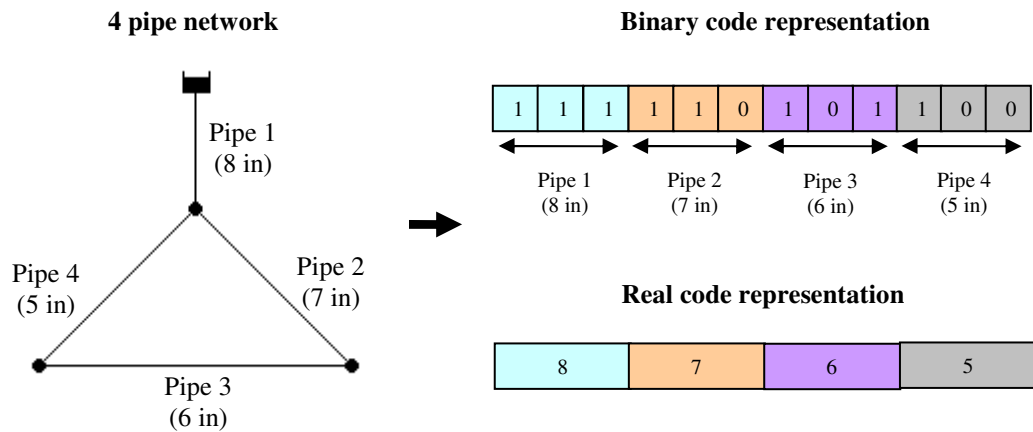 4 pipe network
Pipe 1
(8 in)
Pipe 4
(5 in)
Pipe 2
(7 in)
Pipe 3
(6 in)
Binary code representation
1 1 1 1 1 0 1 0 1 1 0 0
Pipe 1 Pipe 2 Pipe 3 Pipe 4
(8 in) (7 in) (6 in) (5 in)
Real code representation
8 7 6 5